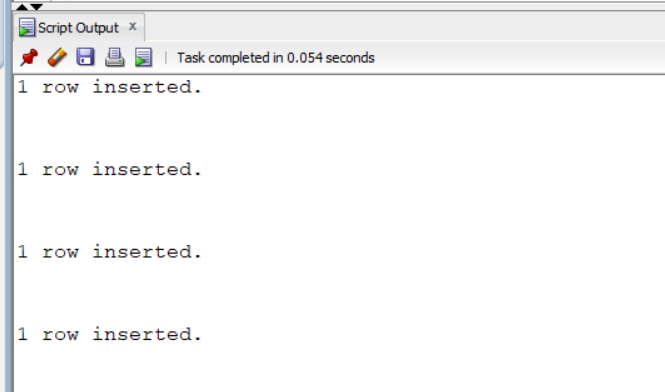 Script Output x
Task completed in 0.054 seconds
1 row inserted.
1 row inserted.
1 row inserted.
1 row inserted.